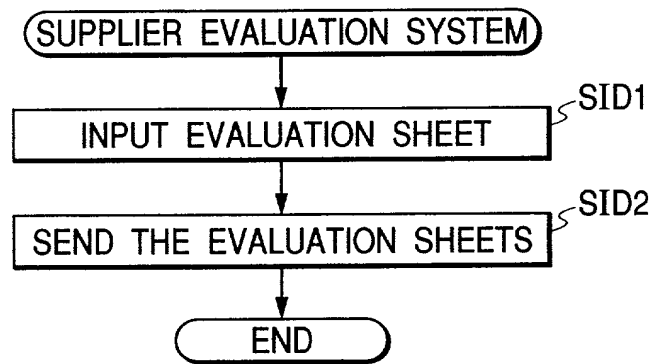 SUPPLIER EVALUATION SYSTEM
SID1
INPUT EVALUATION SHEET
SID2
SEND THE EVALUATION SHEETS
END